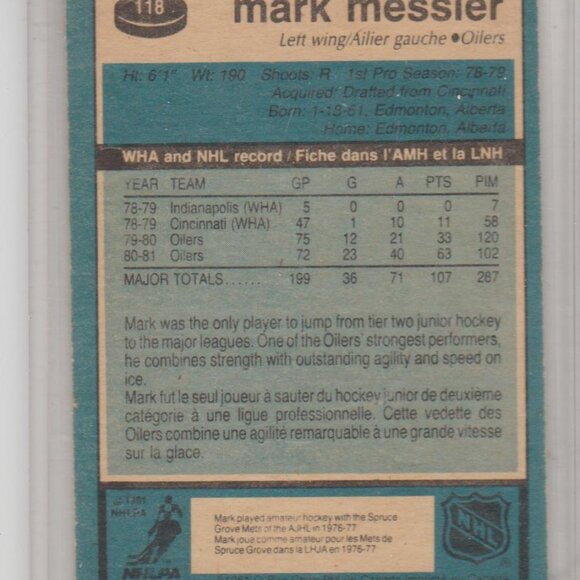 118
mark messier
Left wing/Ailier gauche • Oilers
Ht: 6'1" Wt: 190 Shoots: R 1st Pro Season: 78-79
Acquired: Drafted from Cincinnati
Born: 1-18-61, Edmonton, Alberta
Home: Edmonton, Alberta
WHA and NHL record / Fiche dans l'AMH et la LNH
YEAR TEAM GP G A PTS PIM
78-79 Indianapolis (WHA) 5 0 0 0 7
78-79 Cincinnati (WHA) 47 1 10 11 58
79-80 Oilers 75 12 21 33 120
80-81 Oilers 72 23 40 63 102
MAJOR TOTALS...... 199 36 71 107 287
Mark was the only player to jump from tier two junior hockey
to the major leagues. One of the Oilers' strongest performers,
he combines strength with outstanding agility and speed on
ice.
Mark fut le seul joueur à sauter du hockey junior de deuxième
catégorie à une ligue professionnelle. Cette vedette des
Oilers combine une agilité remarquable à une grande vitesse
sur la glace.
1981
NHLPA
NHLPA
Mark played amateur hockey with the Spruce
Grove Mets of the AJHL in 1976-77
Mark joua comme amateur pour les Mets de
Spruce Grove dans la LHJA en 1976-77
NHL